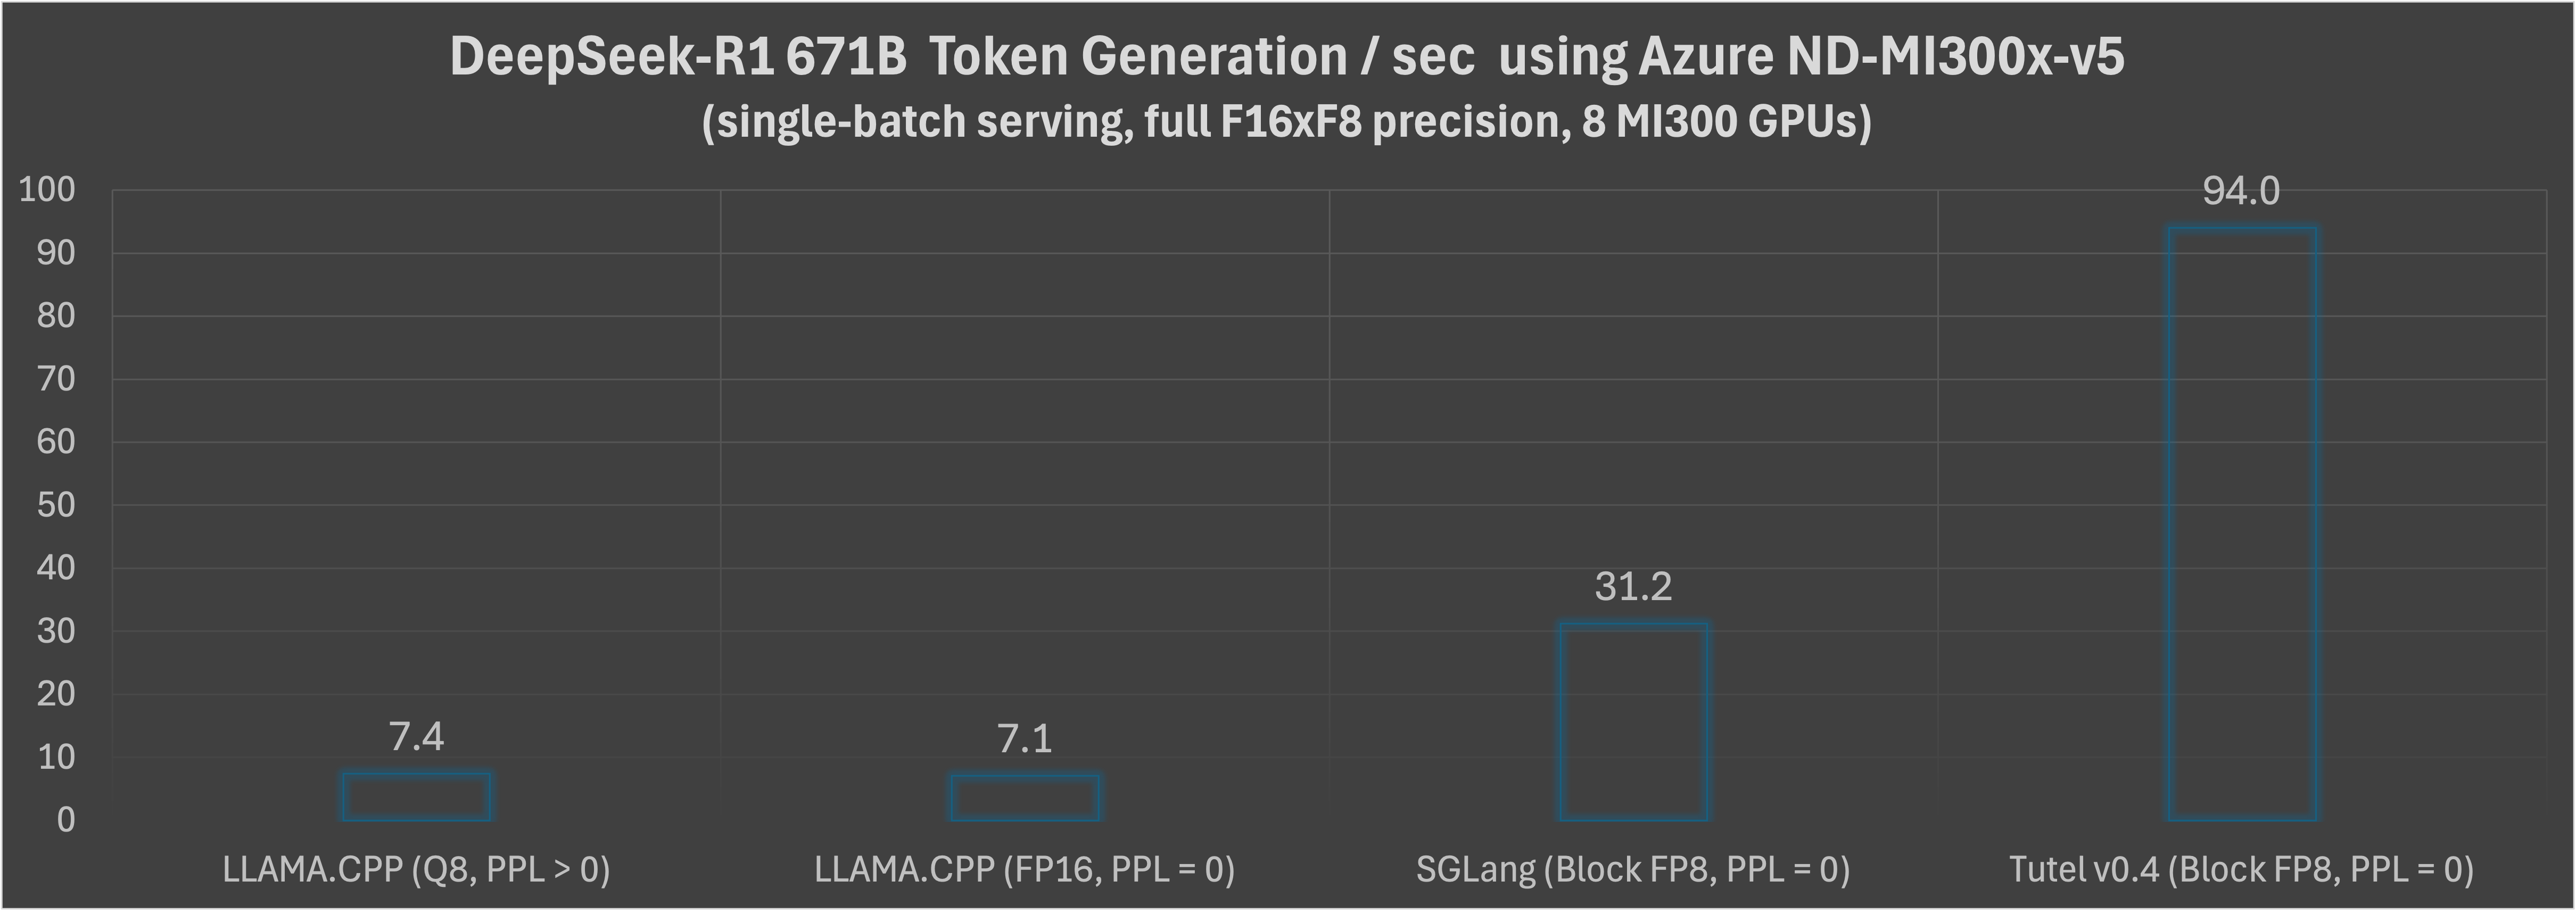 DeepSeek-R1 671B  Token Generation / sec  using Azure ND-MI300x-v5
(single-batch serving, full F16xF8 precision, 8 MI300 GPUs)
100
90
80
70
60
50
40
30
20
10
0
7.4
7.1
31.2
94.0
LLAMA.CPP (Q8, PPL > 0)
LLAMA.CPP (FP16, PPL = 0)
SGLang (Block FP8, PPL = 0)
Tutel v0.4 (Block FP8, PPL = 0)